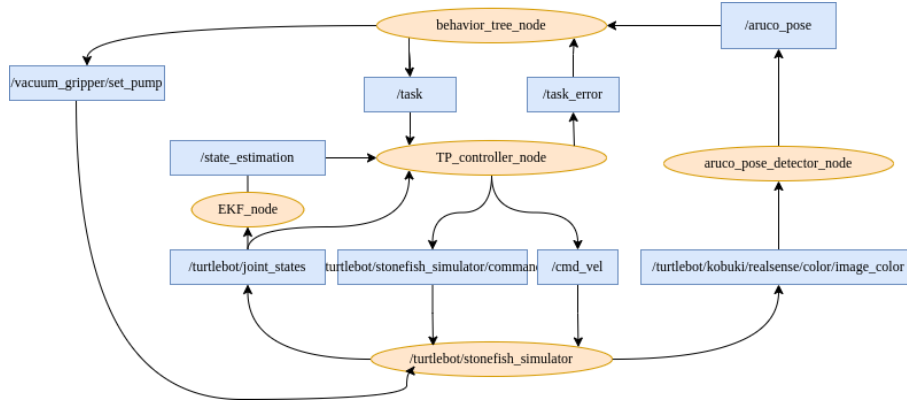 behavior_tree_node
/aruco_pose
/vacuum_gripper/set_pump
/task
/task_error
/state_estimation
TP_controller_node
aruco_pose_detector_node
EKF_node
/turtlebot/joint_states
turtlebot/stonefish_simulator/comman
/cmd_vel
/turtlebot/kobuki/realsense/color/image_color
/turtlebot/stonefish_simulator